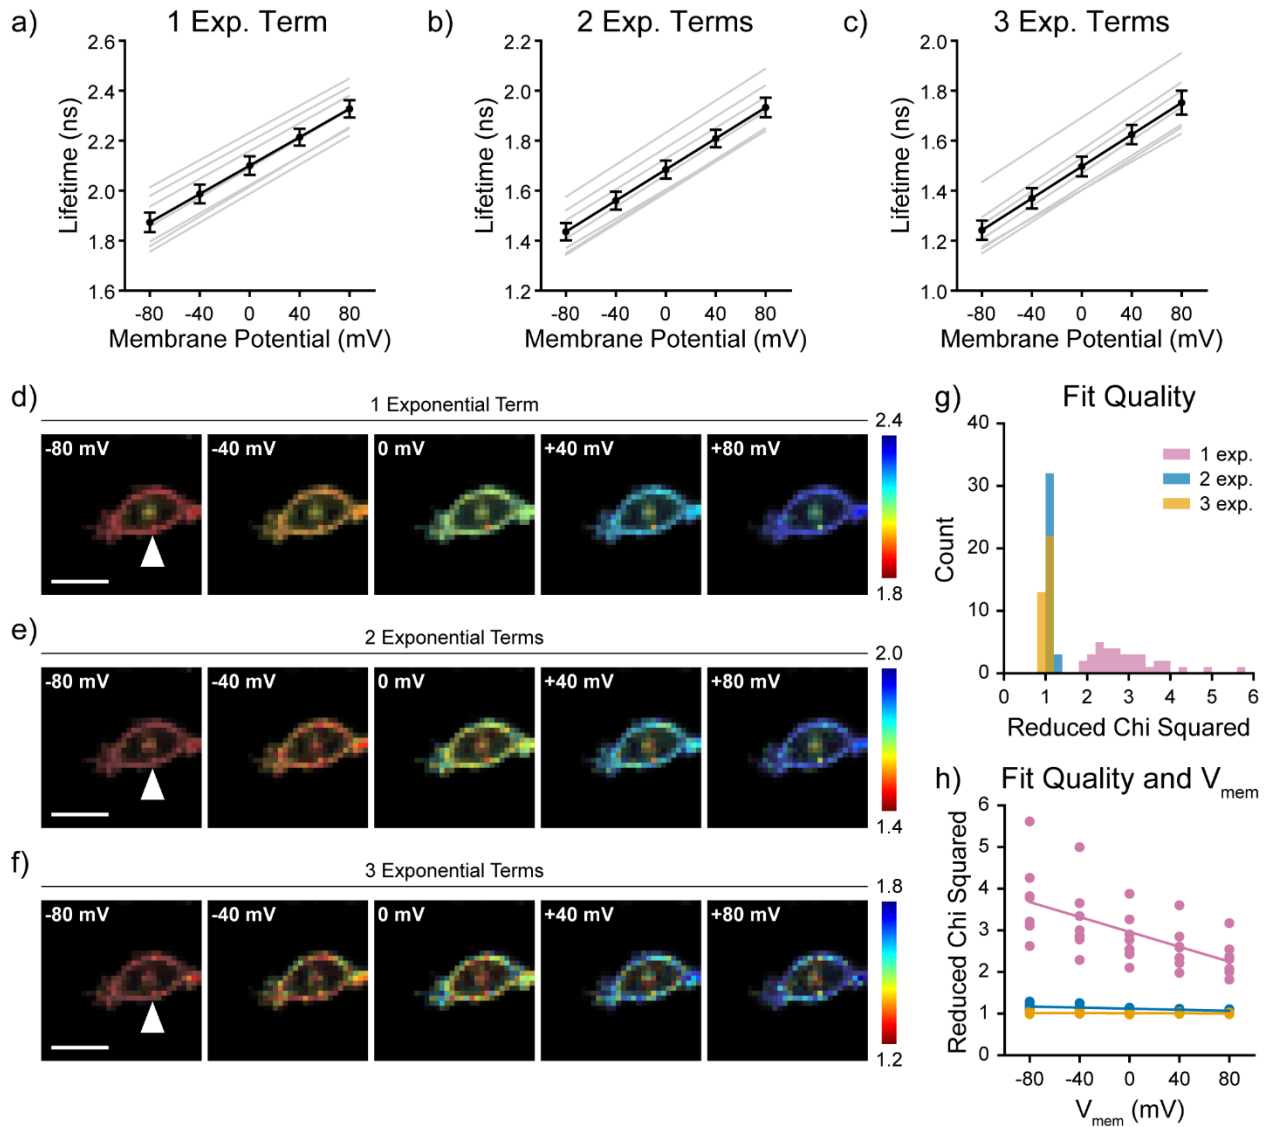 a) 1 Exp. Term
2.6
2.4
2.2
2.0
1.8
1.6
Lifetime (ns)
-80 -40 0 40 80
Membrane Potential (mV)
b) 2 Exp. Terms
2.2
2.0
1.8
1.6
1.4
1.2
Lifetime (ns)
-80 -40 0 40 80
Membrane Potential (mV)
c) 3 Exp. Terms
2.0
1.8
1.6
1.4
1.2
1.0
Lifetime (ns)
-80 -40 0 40 80
Membrane Potential (mV)
d) 1 Exponential Term
-80 mV -40 mV 0 mV +40 mV +80 mV
2.4
1.8
e) 2 Exponential Terms
-80 mV -40 mV 0 mV +40 mV +80 mV
2.0
1.4
f) 3 Exponential Terms
-80 mV -40 mV 0 mV +40 mV +80 mV
1.8
1.2
g) Fit Quality
40
30
20
10
0
Count
1 exp.
2 exp.
3 exp.
0 1 2 3 4 5 6
Reduced Chi Squared
h) Fit Quality and Vmem
6
5
4
3
2
1
0
Reduced Chi Squared
-80 -40 0 40 80
Vmem (mV)